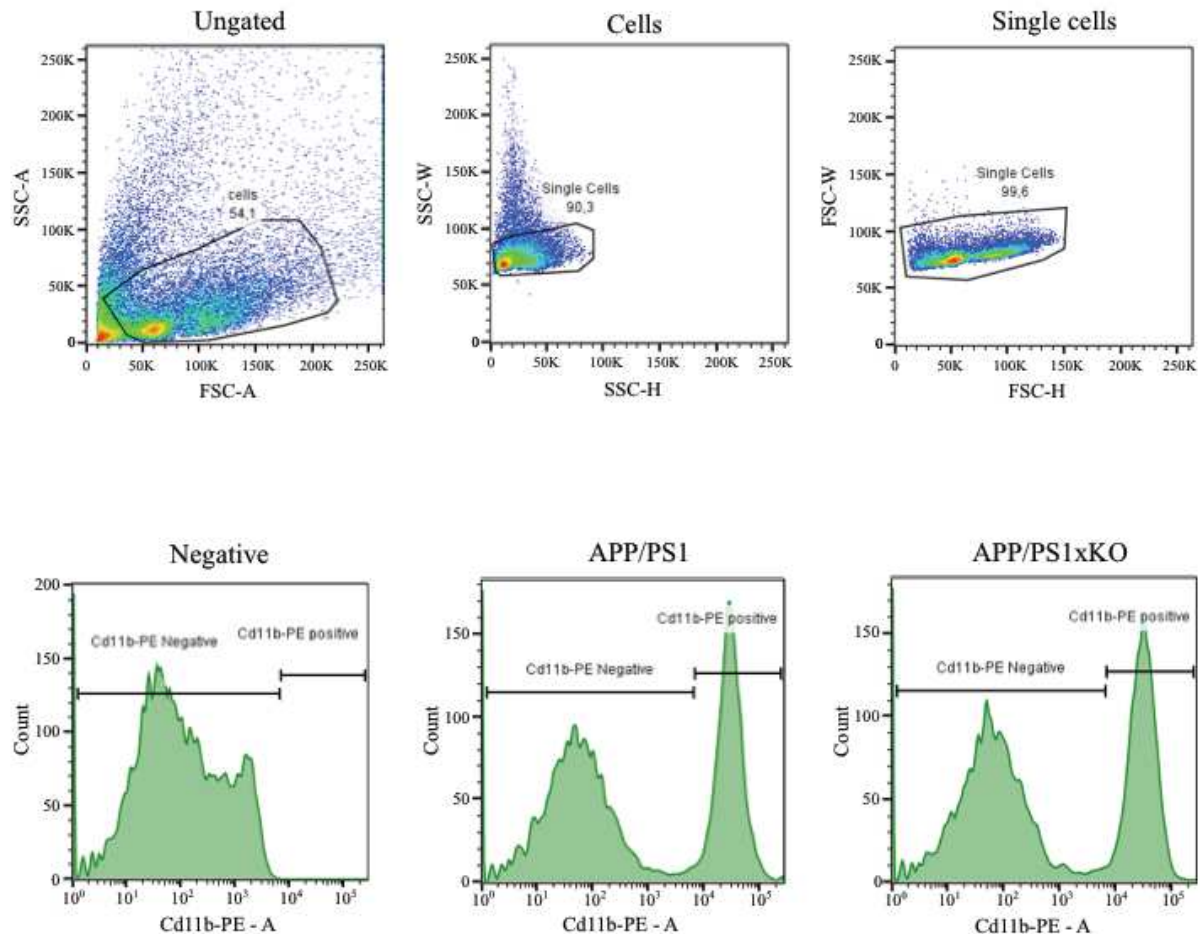 Ungated
Cells
Single cells
250K
200K
150K
100K
50K
0
SSC-A
cells
54,1
0 50K 100K 150K 200K 250K
FSC-A
250K
200K
150K
100K
50K
0
SSC-W
Single Cells
90,3
0 50K 100K 150K 200K 250K
SSC-H
250K
200K
150K
100K
50K
0
FSC-W
Single Cells
99,6
0 50K 100K 150K 200K 250K
FSC-H
Negative
APP/PS1
APP/PS1xKO
200
150
100
50
0
Count
Cd11b-PE Negative
Cd11b-PE positive
10⁰ 10¹ 10² 10³ 10⁴ 10⁵
Cd11b-PE - A
150
100
50
0
Count
Cd11b-PE positive
Cd11b-PE Negative
10⁰ 10¹ 10² 10³ 10⁴ 10⁵
Cd11b-PE - A
150
100
50
0
Count
Cd11b-PE positive
Cd11b-PE Negative
10⁰ 10¹ 10² 10³ 10⁴ 10⁵
Cd11b-PE - A